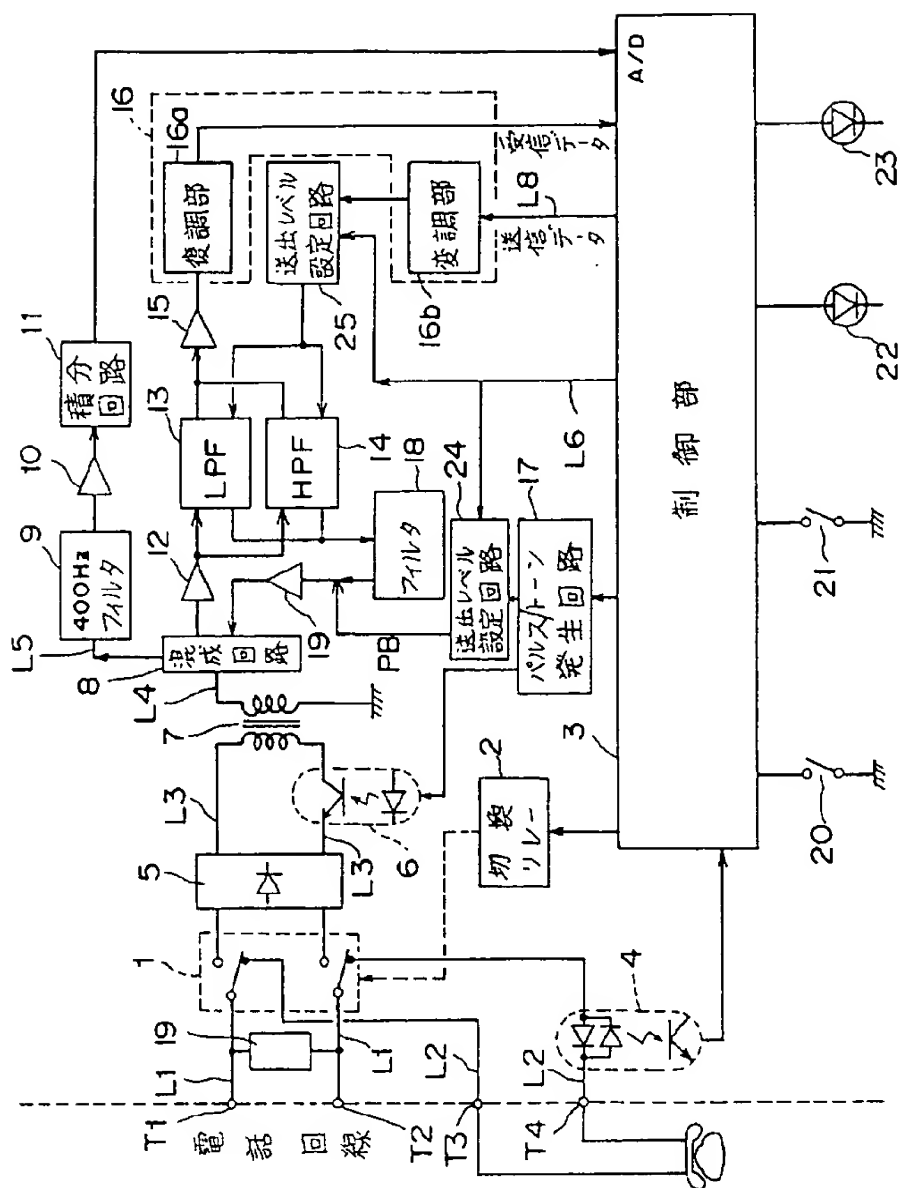 電話回線
T1
T2
T3
T4
L1
L1
L2
L2
19
1
5
L3
L3
6
7
L4
8
混成回路
L5
9
400Hz
フィルタ
10
11
積分
回路
12
13
LPF
14
HPF
15
16
16a
復調部
送出レベル
設定回路
25
16b
変調部
受信データ
送信データ
L8
L6
18
フィルタ
19
PB
24
送出レベル
設定回路
17
パルス/トーン
発生回路
2
切換
リレー
3
制御部
A/D
4
20
21
22
23